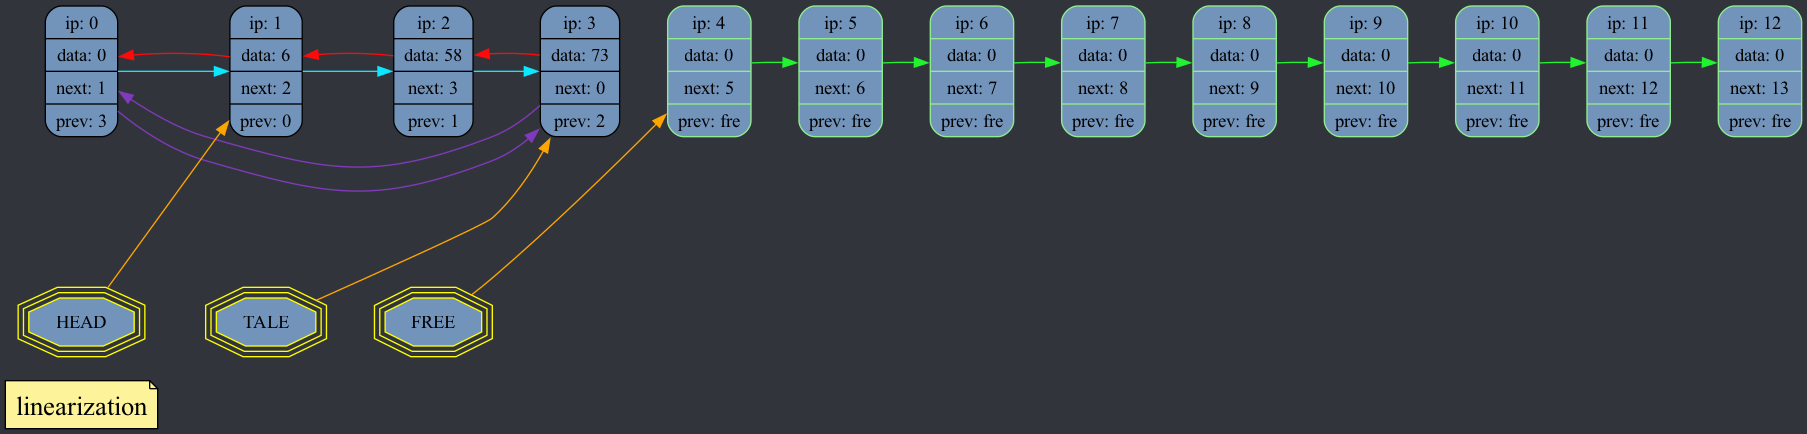 ip: 0
data: 0
next: 1
prev: 3
ip: 1
data: 6
next: 2
prev: 0
ip: 2
data: 58
next: 3
prev: 1
ip: 3
data: 73
next: 0
prev: 2
ip: 4
data: 0
next: 5
prev: fre
ip: 5
data: 0
next: 6
prev: fre
ip: 6
data: 0
next: 7
prev: fre
ip: 7
data: 0
next: 8
prev: fre
ip: 8
data: 0
next: 9
prev: fre
ip: 9
data: 0
next: 10
prev: fre
ip: 10
data: 0
next: 11
prev: fre
ip: 11
data: 0
next: 12
prev: fre
ip: 12
data: 0
next: 13
prev: fre
HEAD
TALE
FREE
linearization